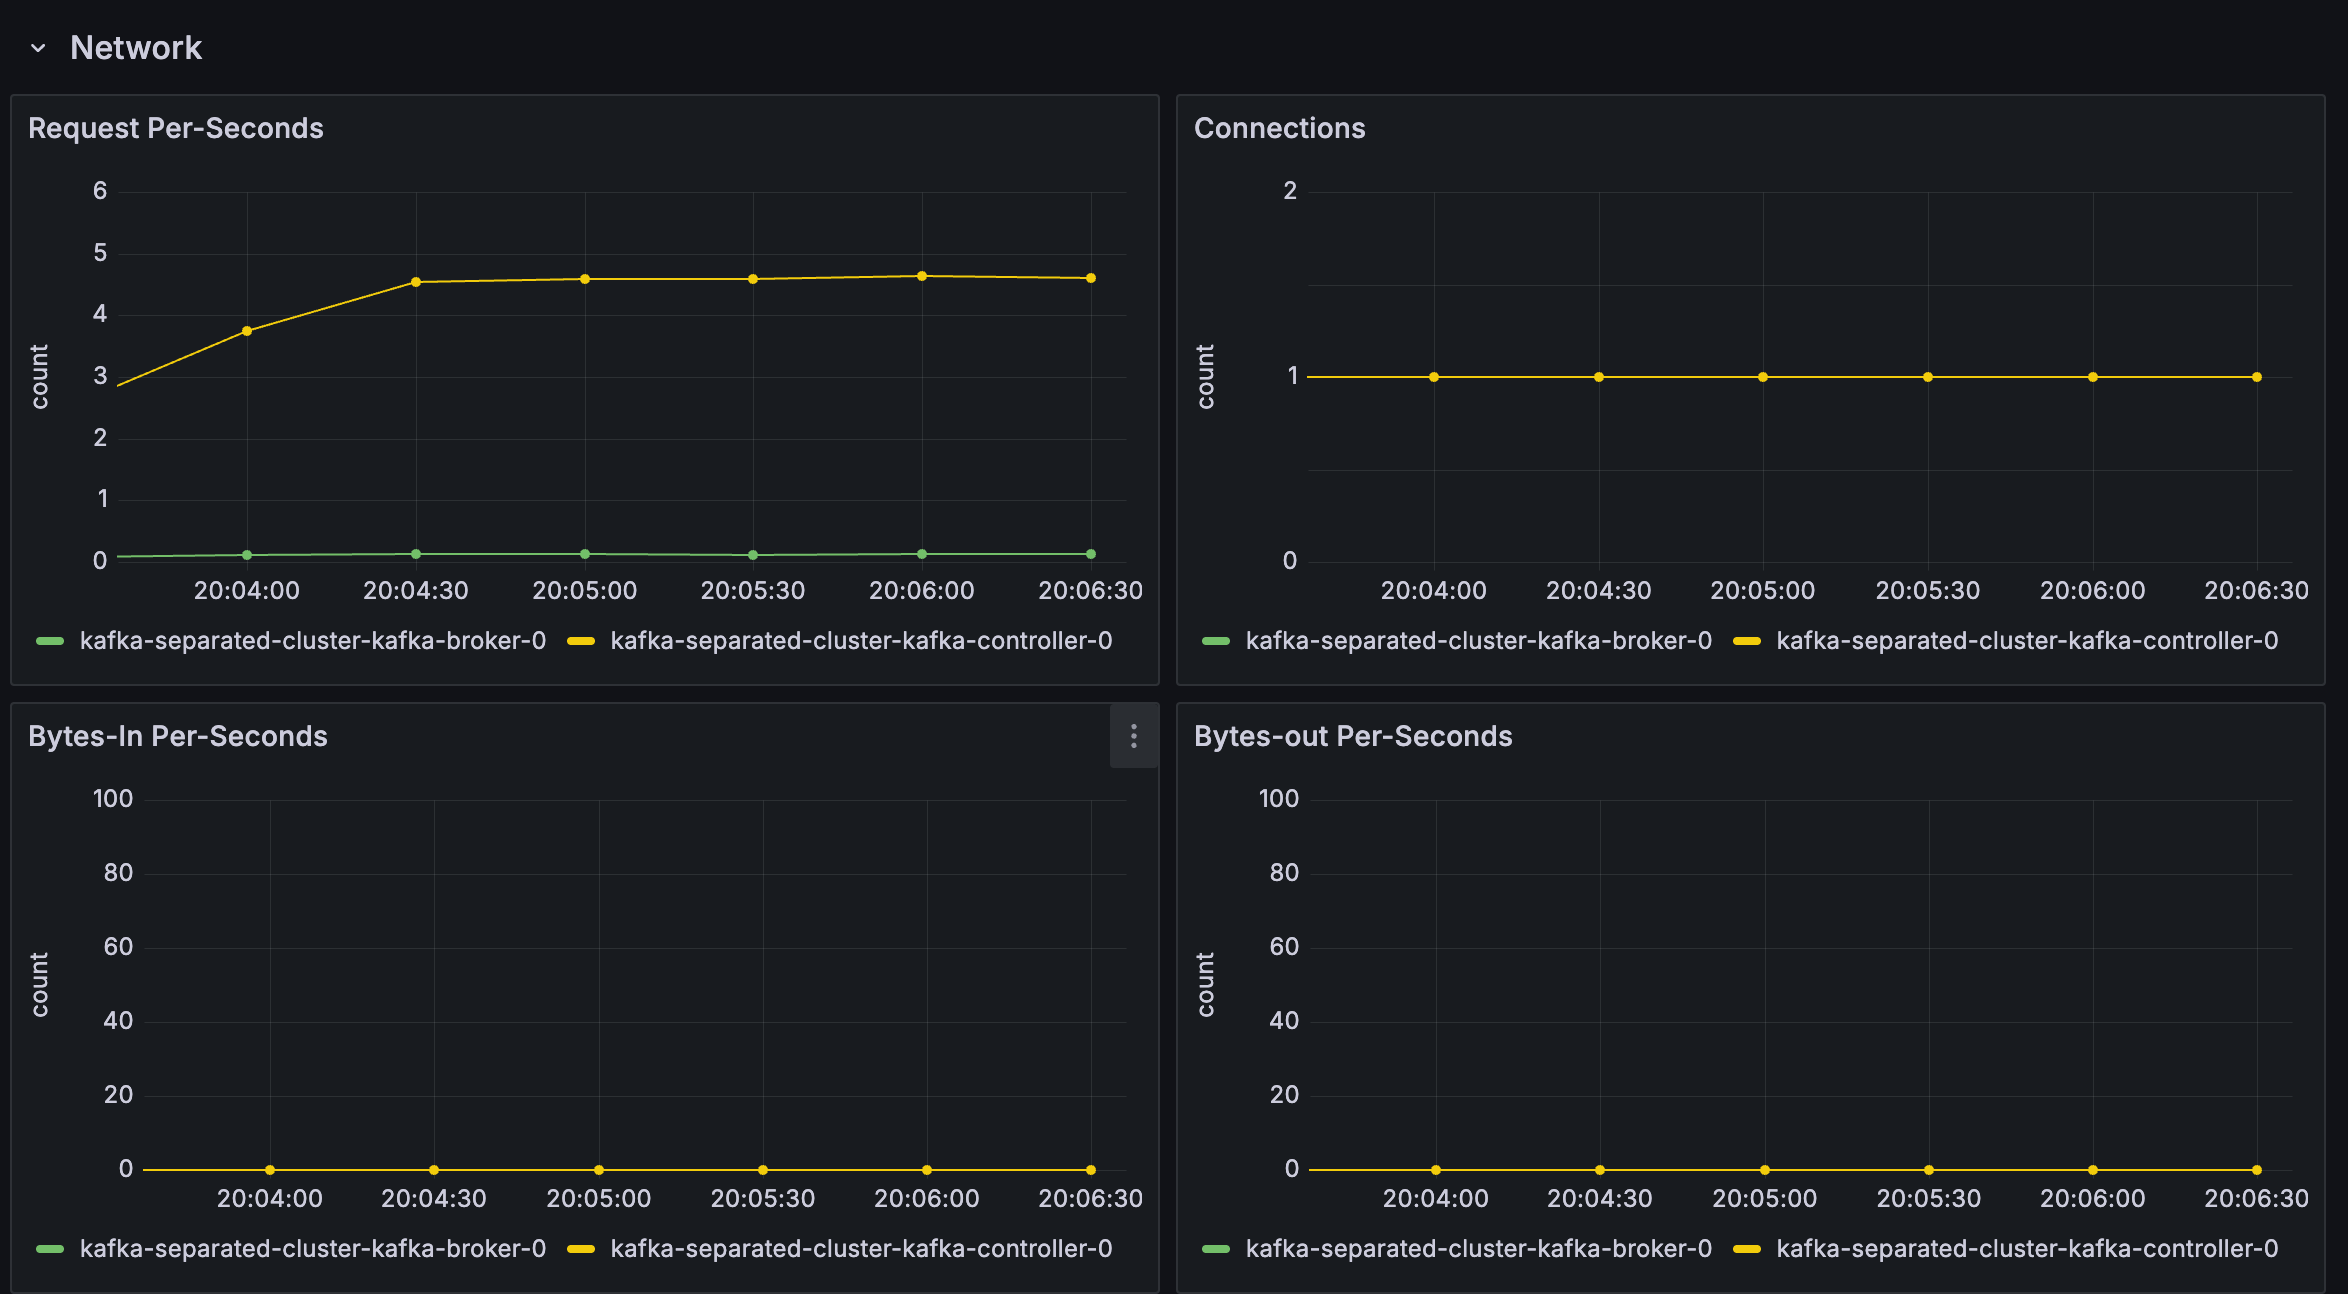 Network
Request Per-Seconds
6
5
4
3
2
1
0
count
20:04:00 20:04:30 20:05:00 20:05:30 20:06:00 20:06:30
kafka-separated-cluster-kafka-broker-0 kafka-separated-cluster-kafka-controller-0
Connections
2
1
0
count
20:04:00 20:04:30 20:05:00 20:05:30 20:06:00 20:06:30
kafka-separated-cluster-kafka-broker-0 kafka-separated-cluster-kafka-controller-0
Bytes-In Per-Seconds
100
80
60
40
20
0
count
20:04:00 20:04:30 20:05:00 20:05:30 20:06:00 20:06:30
kafka-separated-cluster-kafka-broker-0 kafka-separated-cluster-kafka-controller-0
Bytes-out Per-Seconds
100
80
60
40
20
0
count
20:04:00 20:04:30 20:05:00 20:05:30 20:06:00 20:06:30
kafka-separated-cluster-kafka-broker-0 kafka-separated-cluster-kafka-controller-0